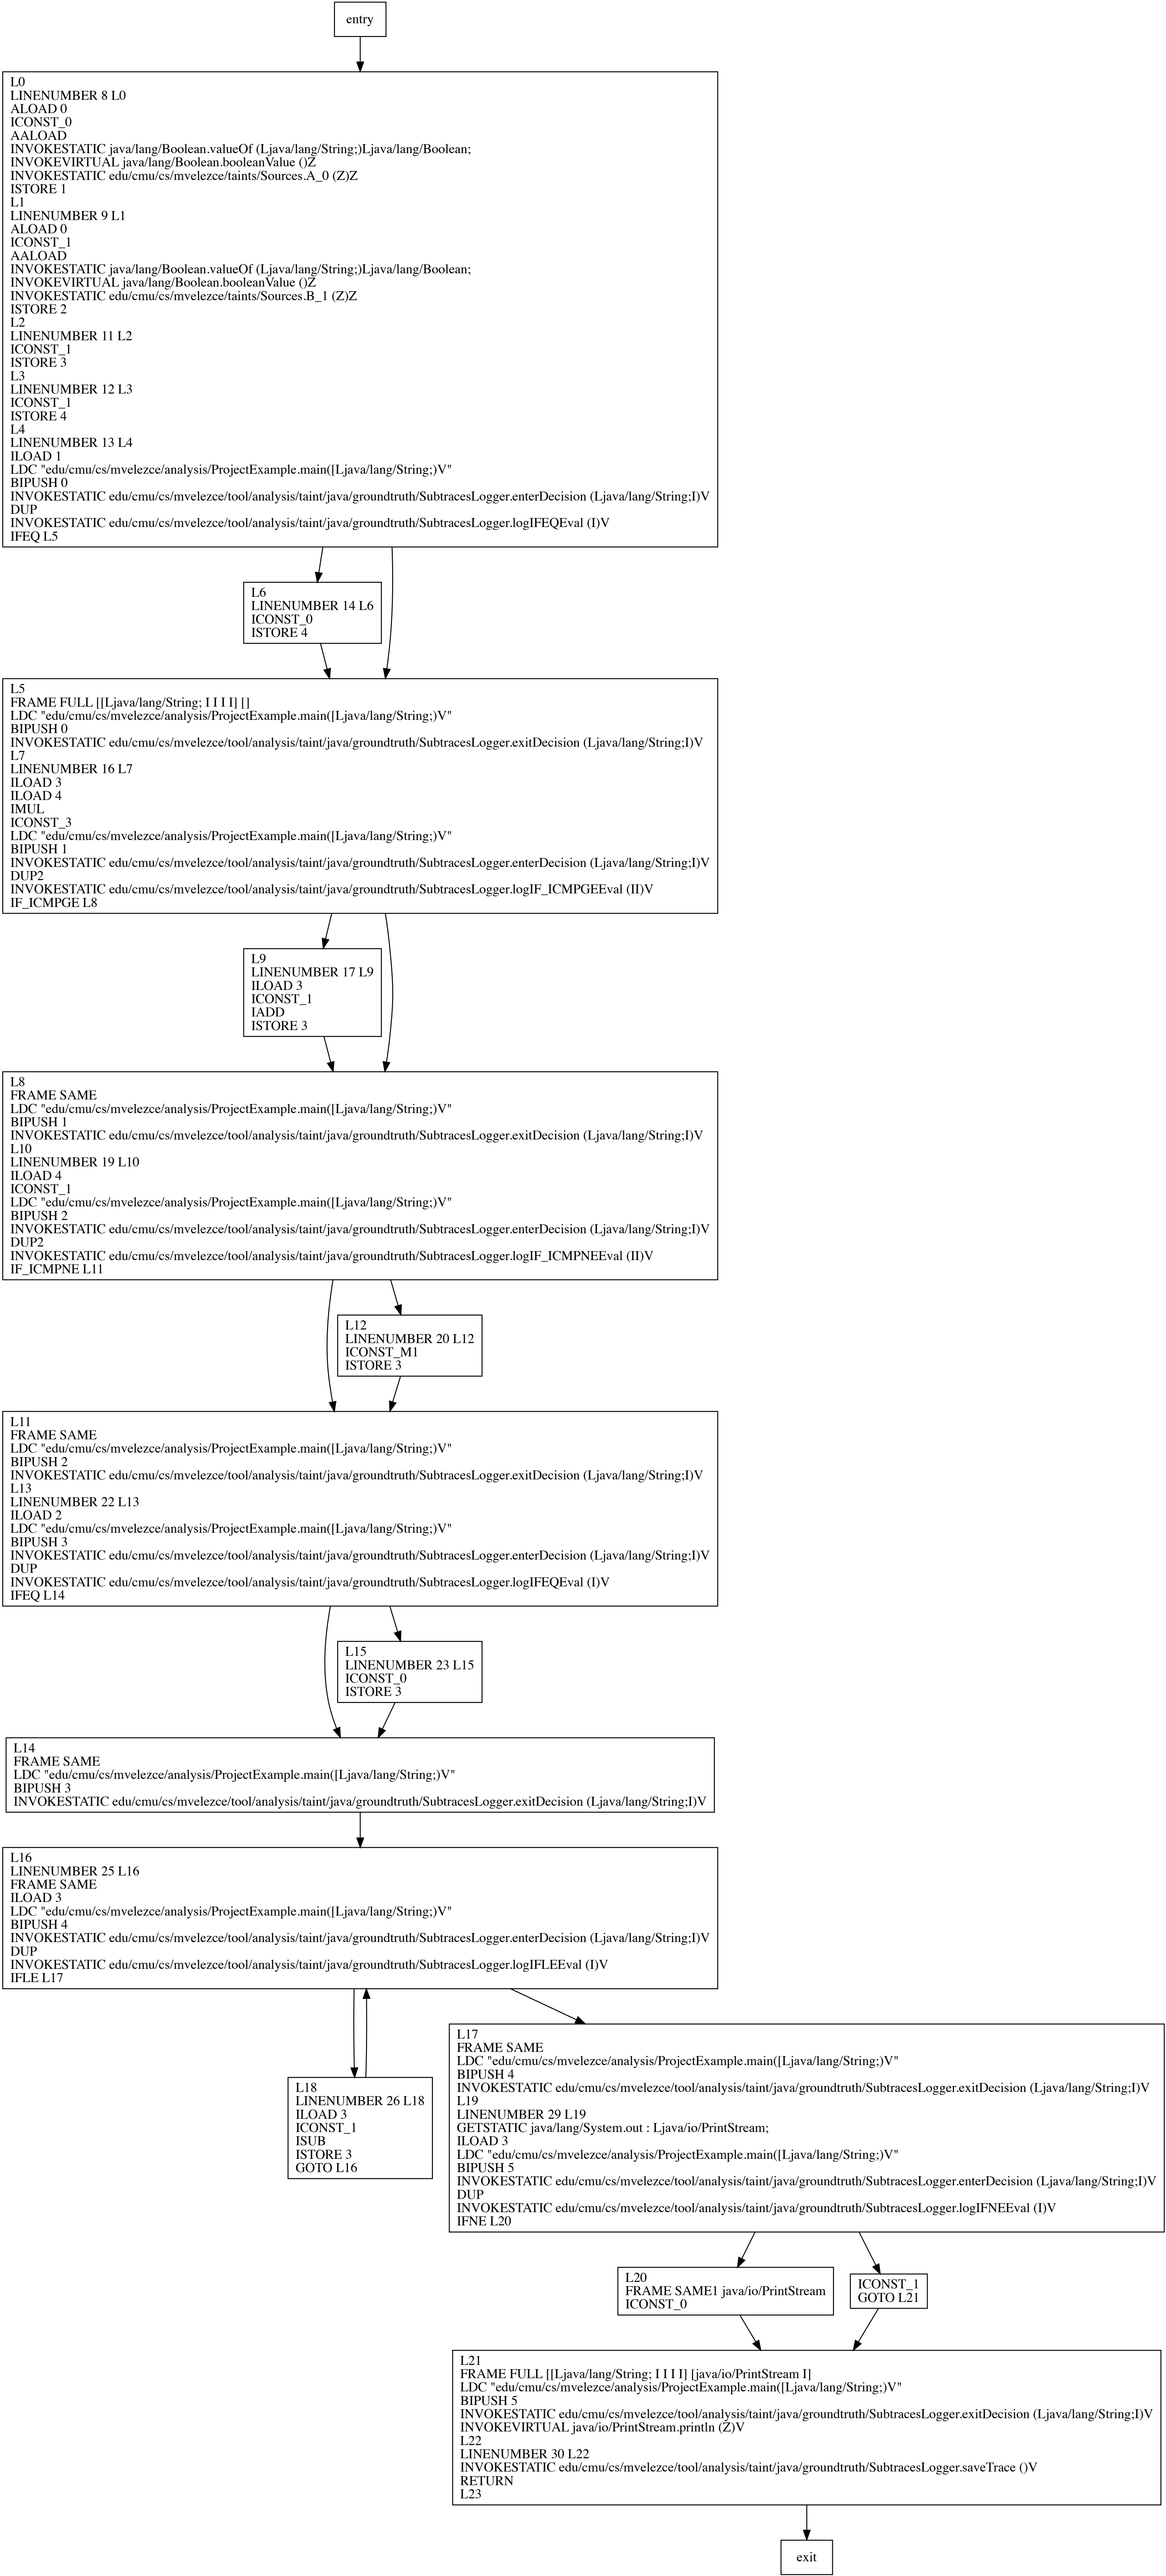 entry
L0
LINENUMBER 8 L0
ALOAD 0
ICONST_0
AALOAD
INVOKESTATIC java/lang/Boolean.valueOf (Ljava/lang/String;)Ljava/lang/Boolean;
INVOKEVIRTUAL java/lang/Boolean.booleanValue ()Z
INVOKESTATIC edu/cmu/cs/mvelezce/taints/Sources.A_0 (Z)Z
ISTORE 1
L1
LINENUMBER 9 L1
ALOAD 0
ICONST_1
AALOAD
INVOKESTATIC java/lang/Boolean.valueOf (Ljava/lang/String;)Ljava/lang/Boolean;
INVOKEVIRTUAL java/lang/Boolean.booleanValue ()Z
INVOKESTATIC edu/cmu/cs/mvelezce/taints/Sources.B_1 (Z)Z
ISTORE 2
L2
LINENUMBER 11 L2
ICONST_1
ISTORE 3
L3
LINENUMBER 12 L3
ICONST_1
ISTORE 4
L4
LINENUMBER 13 L4
ILOAD 1
LDC "edu/cmu/cs/mvelezce/analysis/ProjectExample.main([Ljava/lang/String;)V"
BIPUSH 0
INVOKESTATIC edu/cmu/cs/mvelezce/tool/analysis/taint/java/groundtruth/SubtracesLogger.enterDecision (Ljava/lang/String;I)V
DUP
INVOKESTATIC edu/cmu/cs/mvelezce/tool/analysis/taint/java/groundtruth/SubtracesLogger.logIFEQEval (I)V
IFEQ L5
L6
LINENUMBER 14 L6
ICONST_0
ISTORE 4
L5
FRAME FULL [[Ljava/lang/String; I I I I] []
LDC "edu/cmu/cs/mvelezce/analysis/ProjectExample.main([Ljava/lang/String;)V"
BIPUSH 0
INVOKESTATIC edu/cmu/cs/mvelezce/tool/analysis/taint/java/groundtruth/SubtracesLogger.exitDecision (Ljava/lang/String;I)V
L7
LINENUMBER 16 L7
ILOAD 3
ILOAD 4
IMUL
ICONST_3
LDC "edu/cmu/cs/mvelezce/analysis/ProjectExample.main([Ljava/lang/String;)V"
BIPUSH 1
INVOKESTATIC edu/cmu/cs/mvelezce/tool/analysis/taint/java/groundtruth/SubtracesLogger.enterDecision (Ljava/lang/String;I)V
DUP2
INVOKESTATIC edu/cmu/cs/mvelezce/tool/analysis/taint/java/groundtruth/SubtracesLogger.logIF_ICMPGEEval (II)V
IF_ICMPGE L8
L9
LINENUMBER 17 L9
ILOAD 3
ICONST_1
IADD
ISTORE 3
L8
FRAME SAME
LDC "edu/cmu/cs/mvelezce/analysis/ProjectExample.main([Ljava/lang/String;)V"
BIPUSH 1
INVOKESTATIC edu/cmu/cs/mvelezce/tool/analysis/taint/java/groundtruth/SubtracesLogger.exitDecision (Ljava/lang/String;I)V
L10
LINENUMBER 19 L10
ILOAD 4
ICONST_1
LDC "edu/cmu/cs/mvelezce/analysis/ProjectExample.main([Ljava/lang/String;)V"
BIPUSH 2
INVOKESTATIC edu/cmu/cs/mvelezce/tool/analysis/taint/java/groundtruth/SubtracesLogger.enterDecision (Ljava/lang/String;I)V
DUP2
INVOKESTATIC edu/cmu/cs/mvelezce/tool/analysis/taint/java/groundtruth/SubtracesLogger.logIF_ICMPNEEval (II)V
IF_ICMPNE L11
L12
LINENUMBER 20 L12
ICONST_M1
ISTORE 3
L11
FRAME SAME
LDC "edu/cmu/cs/mvelezce/analysis/ProjectExample.main([Ljava/lang/String;)V"
BIPUSH 2
INVOKESTATIC edu/cmu/cs/mvelezce/tool/analysis/taint/java/groundtruth/SubtracesLogger.exitDecision (Ljava/lang/String;I)V
L13
LINENUMBER 22 L13
ILOAD 2
LDC "edu/cmu/cs/mvelezce/analysis/ProjectExample.main([Ljava/lang/String;)V"
BIPUSH 3
INVOKESTATIC edu/cmu/cs/mvelezce/tool/analysis/taint/java/groundtruth/SubtracesLogger.enterDecision (Ljava/lang/String;I)V
DUP
INVOKESTATIC edu/cmu/cs/mvelezce/tool/analysis/taint/java/groundtruth/SubtracesLogger.logIFEQEval (I)V
IFEQ L14
L15
LINENUMBER 23 L15
ICONST_0
ISTORE 3
L14
FRAME SAME
LDC "edu/cmu/cs/mvelezce/analysis/ProjectExample.main([Ljava/lang/String;)V"
BIPUSH 3
INVOKESTATIC edu/cmu/cs/mvelezce/tool/analysis/taint/java/groundtruth/SubtracesLogger.exitDecision (Ljava/lang/String;I)V
L16
LINENUMBER 25 L16
FRAME SAME
ILOAD 3
LDC "edu/cmu/cs/mvelezce/analysis/ProjectExample.main([Ljava/lang/String;)V"
BIPUSH 4
INVOKESTATIC edu/cmu/cs/mvelezce/tool/analysis/taint/java/groundtruth/SubtracesLogger.enterDecision (Ljava/lang/String;I)V
DUP
INVOKESTATIC edu/cmu/cs/mvelezce/tool/analysis/taint/java/groundtruth/SubtracesLogger.logIFLEEval (I)V
IFLE L17
L18
LINENUMBER 26 L18
ILOAD 3
ICONST_1
ISUB
ISTORE 3
GOTO L16
L17
FRAME SAME
LDC "edu/cmu/cs/mvelezce/analysis/ProjectExample.main([Ljava/lang/String;)V"
BIPUSH 4
INVOKESTATIC edu/cmu/cs/mvelezce/tool/analysis/taint/java/groundtruth/SubtracesLogger.exitDecision (Ljava/lang/String;I)V
L19
LINENUMBER 29 L19
GETSTATIC java/lang/System.out : Ljava/io/PrintStream;
ILOAD 3
LDC "edu/cmu/cs/mvelezce/analysis/ProjectExample.main([Ljava/lang/String;)V"
BIPUSH 5
INVOKESTATIC edu/cmu/cs/mvelezce/tool/analysis/taint/java/groundtruth/SubtracesLogger.enterDecision (Ljava/lang/String;I)V
DUP
INVOKESTATIC edu/cmu/cs/mvelezce/tool/analysis/taint/java/groundtruth/SubtracesLogger.logIFNEEval (I)V
IFNE L20
L20
FRAME SAME1 java/io/PrintStream
ICONST_0
ICONST_1
GOTO L21
L21
FRAME FULL [[Ljava/lang/String; I I I I] [java/io/PrintStream I]
LDC "edu/cmu/cs/mvelezce/analysis/ProjectExample.main([Ljava/lang/String;)V"
BIPUSH 5
INVOKESTATIC edu/cmu/cs/mvelezce/tool/analysis/taint/java/groundtruth/SubtracesLogger.exitDecision (Ljava/lang/String;I)V
INVOKEVIRTUAL java/io/PrintStream.println (Z)V
L22
LINENUMBER 30 L22
INVOKESTATIC edu/cmu/cs/mvelezce/tool/analysis/taint/java/groundtruth/SubtracesLogger.saveTrace ()V
RETURN
L23
exit